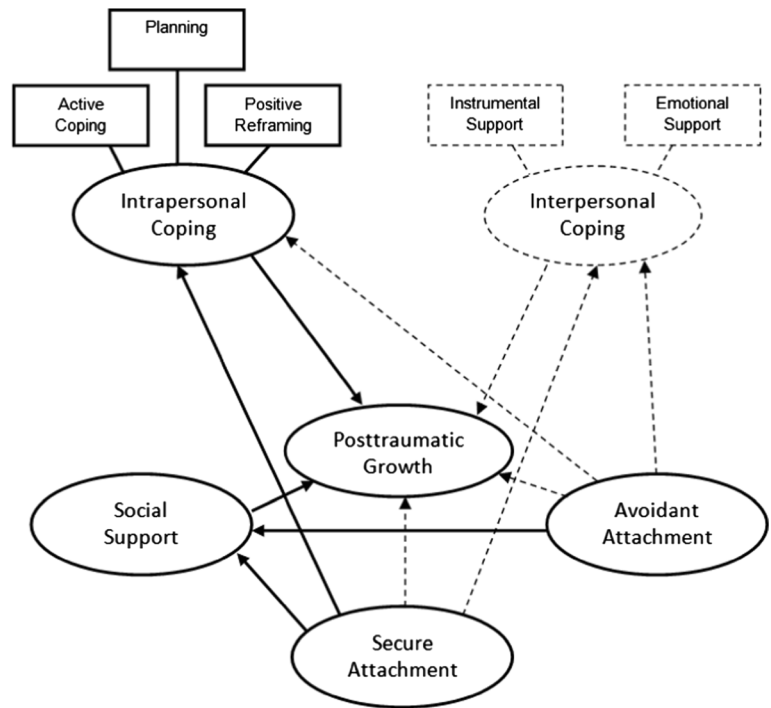 Planning
Active
Coping
Positive
Reframing
Instrumental
Support
Emotional
Support
Intrapersonal
Coping
Interpersonal
Coping
Posttraumatic
Growth
Social
Support
Avoidant
Attachment
Secure
Attachment